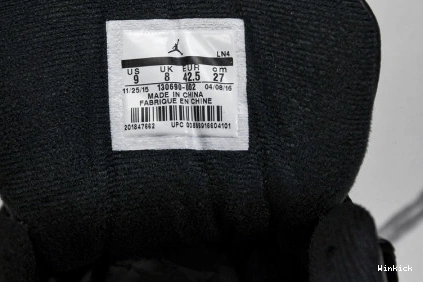 LN4
US UK EUR cm
9 8 42.5 27
11/25/15 130690-002 04/08/16
MADE IN CHINA
FABRIQUE EN CHINE
201847662 UPC
Winkick